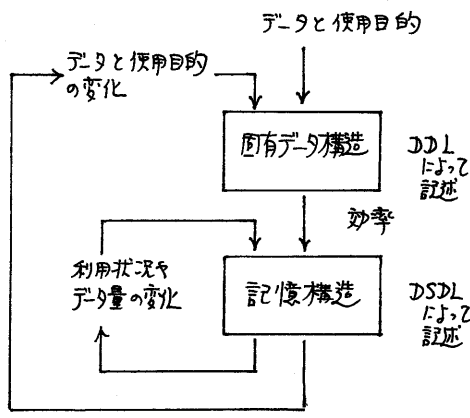 データと使用目的
データと使用目的
の変化
固有データ構造
DDL
によって
記述
効率
利用状況や
データ量の変化
記憶構造
DSDL
によって
記述